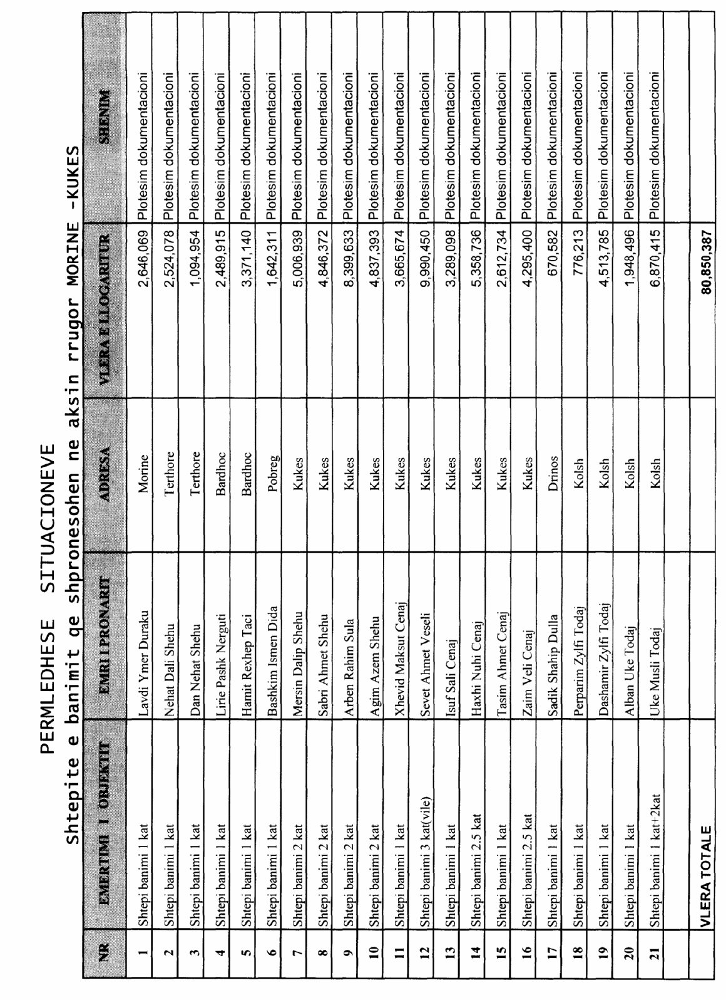 PERMLEDHESE SITUACIONEVE
Shtepite e banimit qe shpronesohen ne aksin rrugor MORINE -KUKES
NR EMERTIMI I OBJEKTIT EMRI I PRONARIT ADRESA VLERA E LLOGARITUR SHENIM
1 Shtepi banimi 1 kat Lavdi Ymer Duraku Morine 2,646,069 Plotesim dokumentacioni
2 Shtepi banimi 1 kat Nehat Dali Shehu Terthore 2,524,078 Plotesim dokumentacioni
3 Shtepi banimi 1 kat Dan Nehat Shehu Terthore 1,094,954 Plotesim dokumentacioni
4 Shtepi banimi 1 kat Lirie Pashk Nerguti Bardhoc 2,489,915 Plotesim dokumentacioni
5 Shtepi banimi 1 kat Hamit Rexhep Taci Bardhoc 3,371,140 Plotesim dokumentacioni
6 Shtepi banimi 1 kat Bashkim Ismen Dida Pobreg 1,642,311 Plotesim dokumentacioni
7 Shtepi banimi 2 kat Mersin Dalip Shehu Kukes 5,006,939 Plotesim dokumentacioni
8 Shtepi banimi 2 kat Sabri Ahmet Shehu Kukes 4,846,372 Plotesim dokumentacioni
9 Shtepi banimi 2 kat Arben Rahim Sula Kukes 8,399,633 Plotesim dokumentacioni
10 Shtepi banimi 2 kat Agim Azem Shehu Kukes 4,837,393 Plotesim dokumentacioni
11 Shtepi banimi 1 kat Xhevid Maksut Cenaj Kukes 3,665,674 Plotesim dokumentacioni
12 Shtepi banimi 3 kat(vile) Sevet Ahmet Veseli Kukes 9,990,450 Plotesim dokumentacioni
13 Shtepi banimi 1 kat Isuf Sali Cenaj Kukes 3,289,098 Plotesim dokumentacioni
14 Shtepi banimi 2.5 kat Haxhi Nuhi Cenaj Kukes 5,358,736 Plotesim dokumentacioni
15 Shtepi banimi 1 kat Tasim Ahmet Cenaj Kukes 2,612,734 Plotesim dokumentacioni
16 Shtepi banimi 2.5 kat Zaim Veli Cenaj Kukes 4,295,400 Plotesim dokumentacioni
17 Shtepi banimi 1 kat Sadik Shahip Dulla Drinos 670,582 Plotesim dokumentacioni
18 Shtepi banimi 1 kat Perparim Zylfi Todaj Kolsh 776,213 Plotesim dokumentacioni
19 Shtepi banimi 1 kat Dashamir Zylfi Todaj Kolsh 4,513,785 Plotesim dokumentacioni
20 Shtepi banimi 1 kat Alban Uke Todaj Kolsh 1,948,496 Plotesim dokumentacioni
21 Shtepi banimi 1 kat+2kat Uke Musli Todaj Kolsh 6,870,415 Plotesim dokumentacioni
VLERA TOTALE 80,850,387